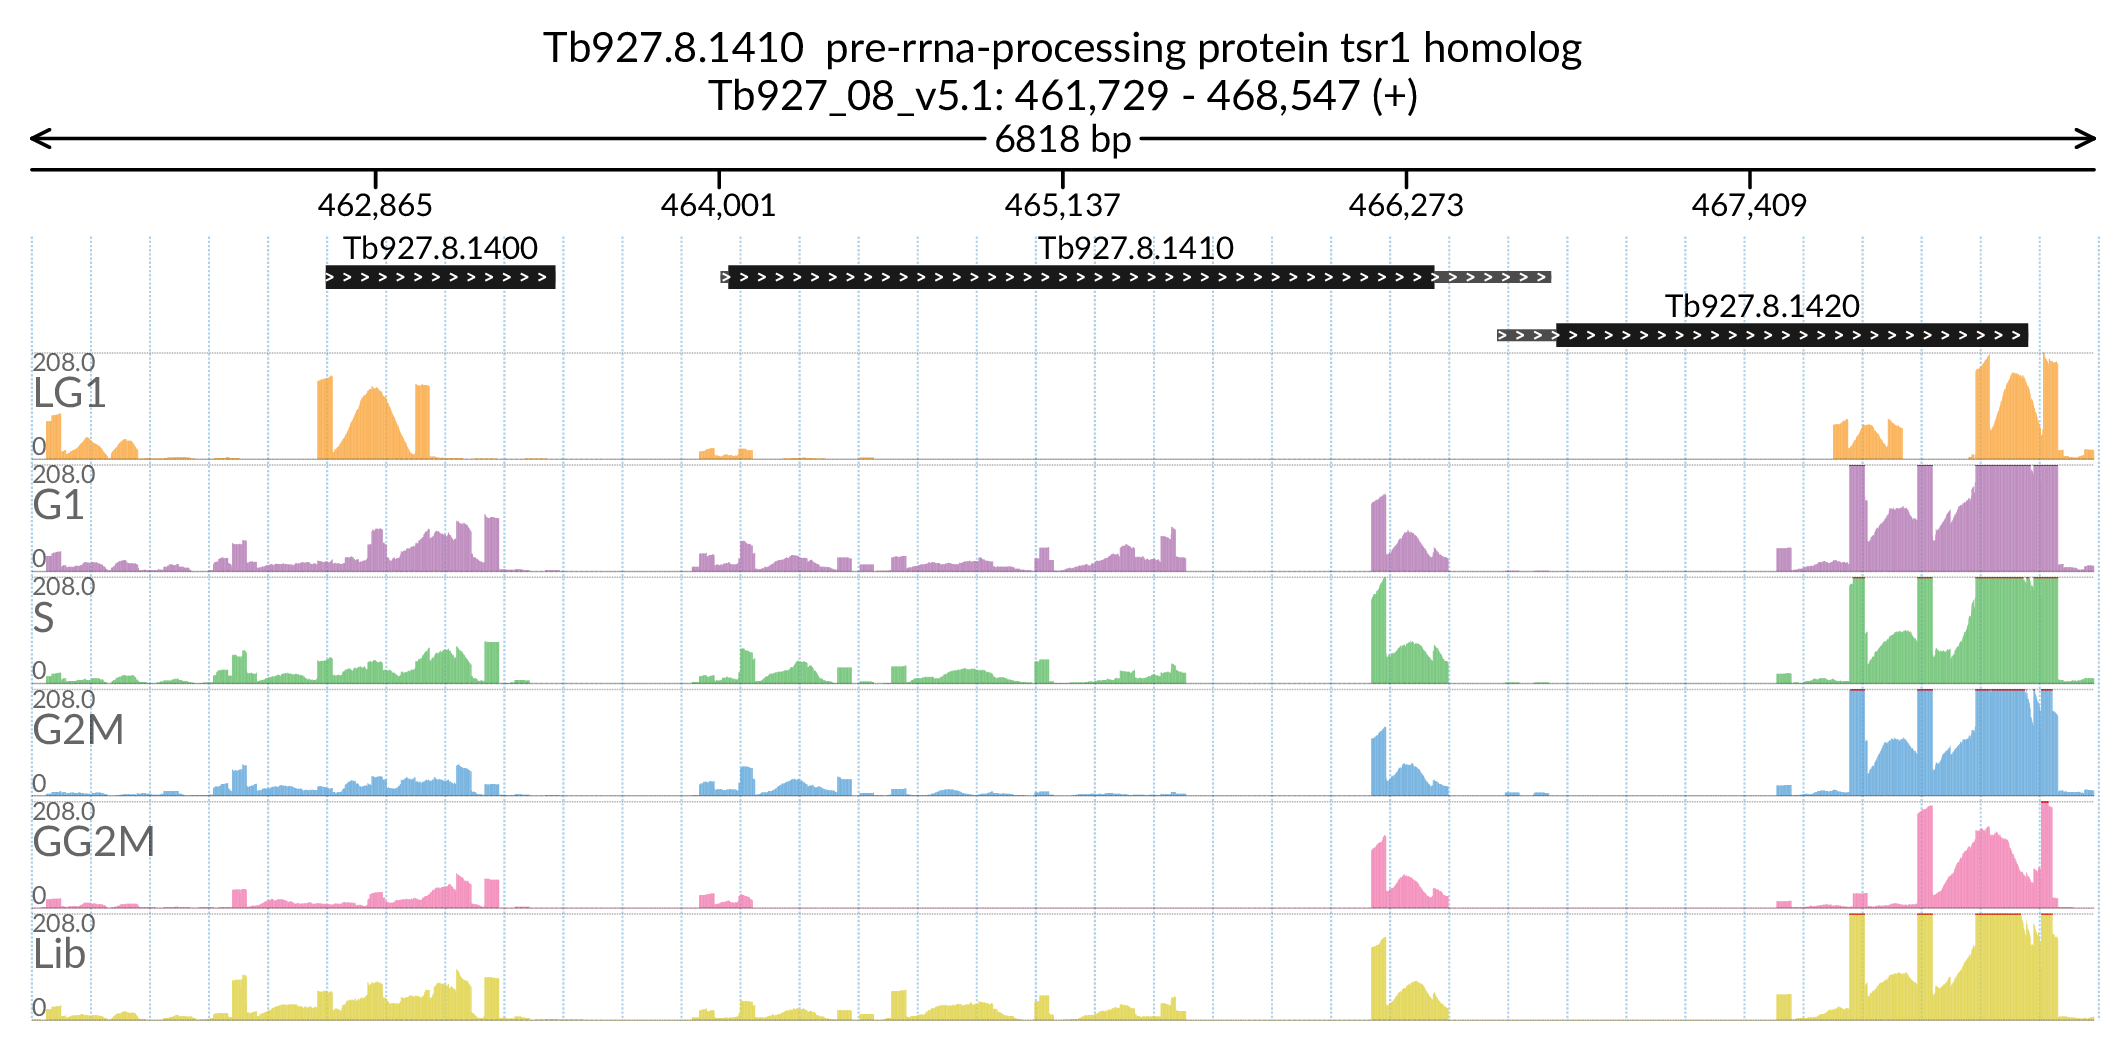 Tb927.8.1410 pre-rrna-processing protein tsr1 homolog
Tb927_08_v5.1: 461,729 - 468,547 (+)
6818 bp
462,865 464,001 465,137 466,273 467,409
Tb927.8.1400 Tb927.8.1410
Tb927.8.1420
208.0
LG1
0
208.0
G1
0
208.0
S
0
208.0
G2M
0
208.0
GG2M
0
208.0
Lib
0